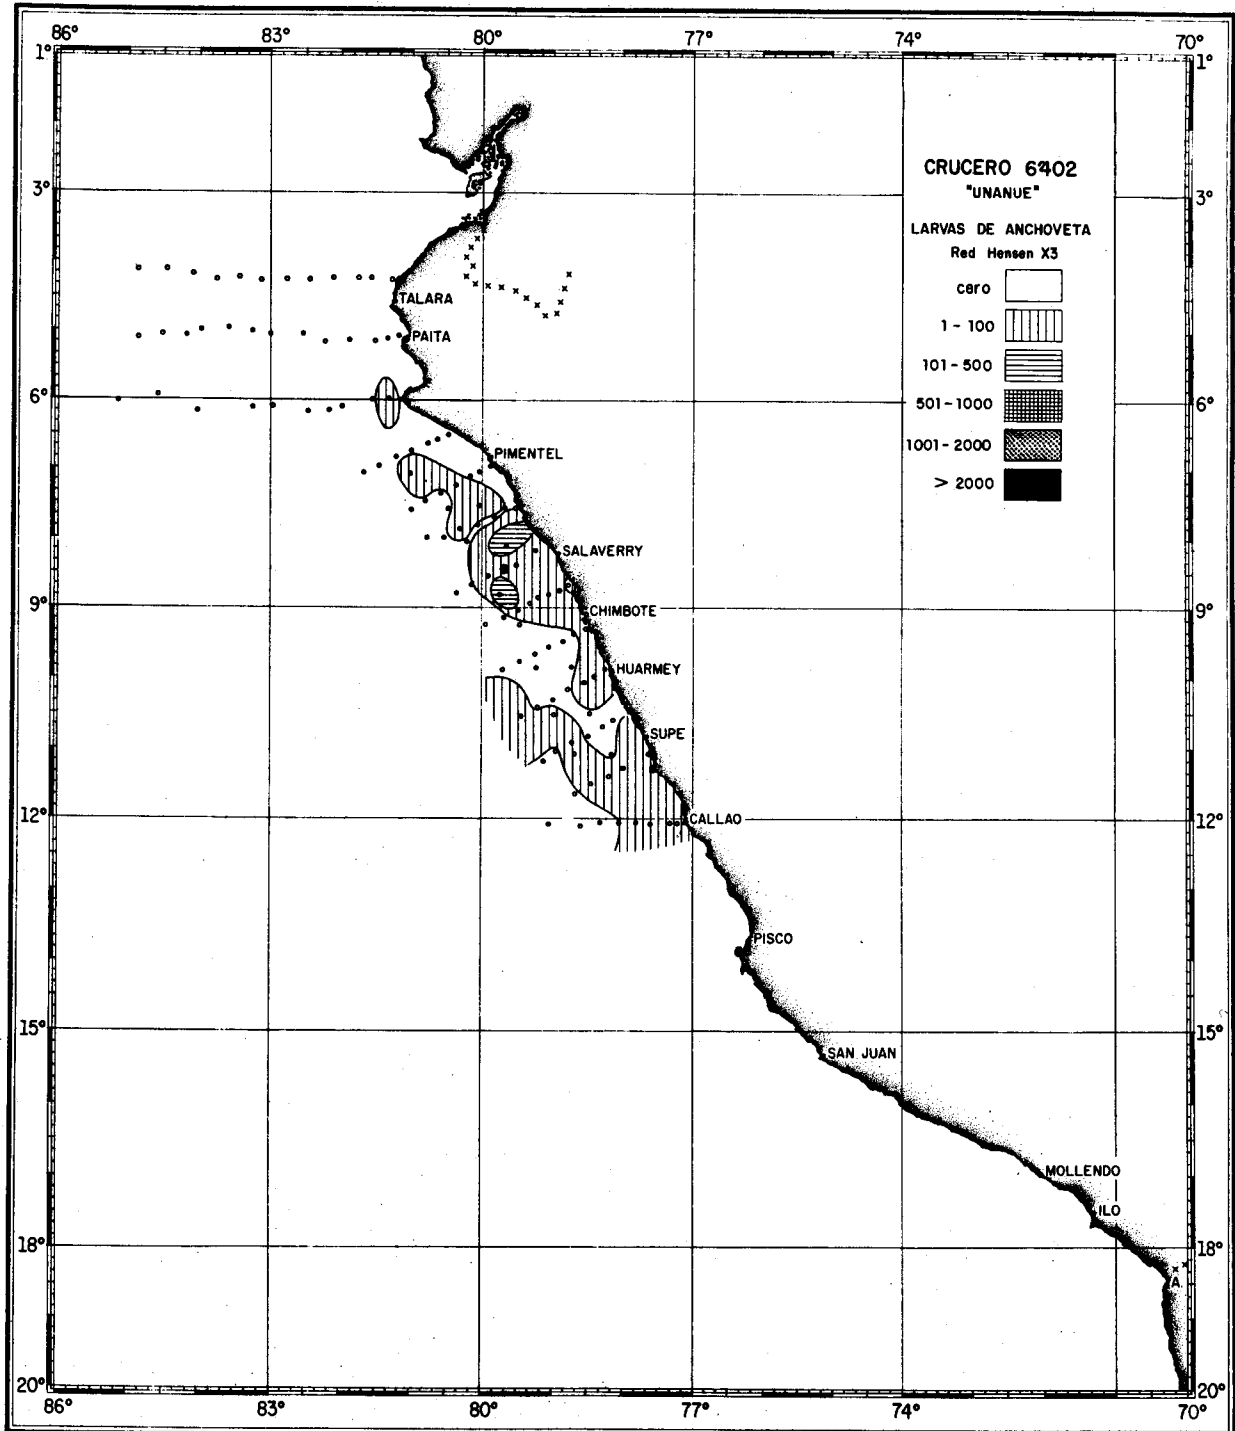 86° 83° 80° 77° 74° 70°
1° 1°
CRUCERO 6402
"UNANUE"
3° 3°
LARVAS DE ANCHOVETA
Red Hensen X3
cero
TALARA
1-100
PAITA
101-500
6° 501-1000 6°
1001-2000
PIMENTEL
> 2000
SALAVERRY
9° CHIMBOTE 9°
HUARMEY
SUPE
12° CALLAO 12°
PISCO
15° 15°
SAN JUAN
MOLLENDO
ILO
18° 18°
A.
20° 20°
86° 83° 80° 77° 74° 70°